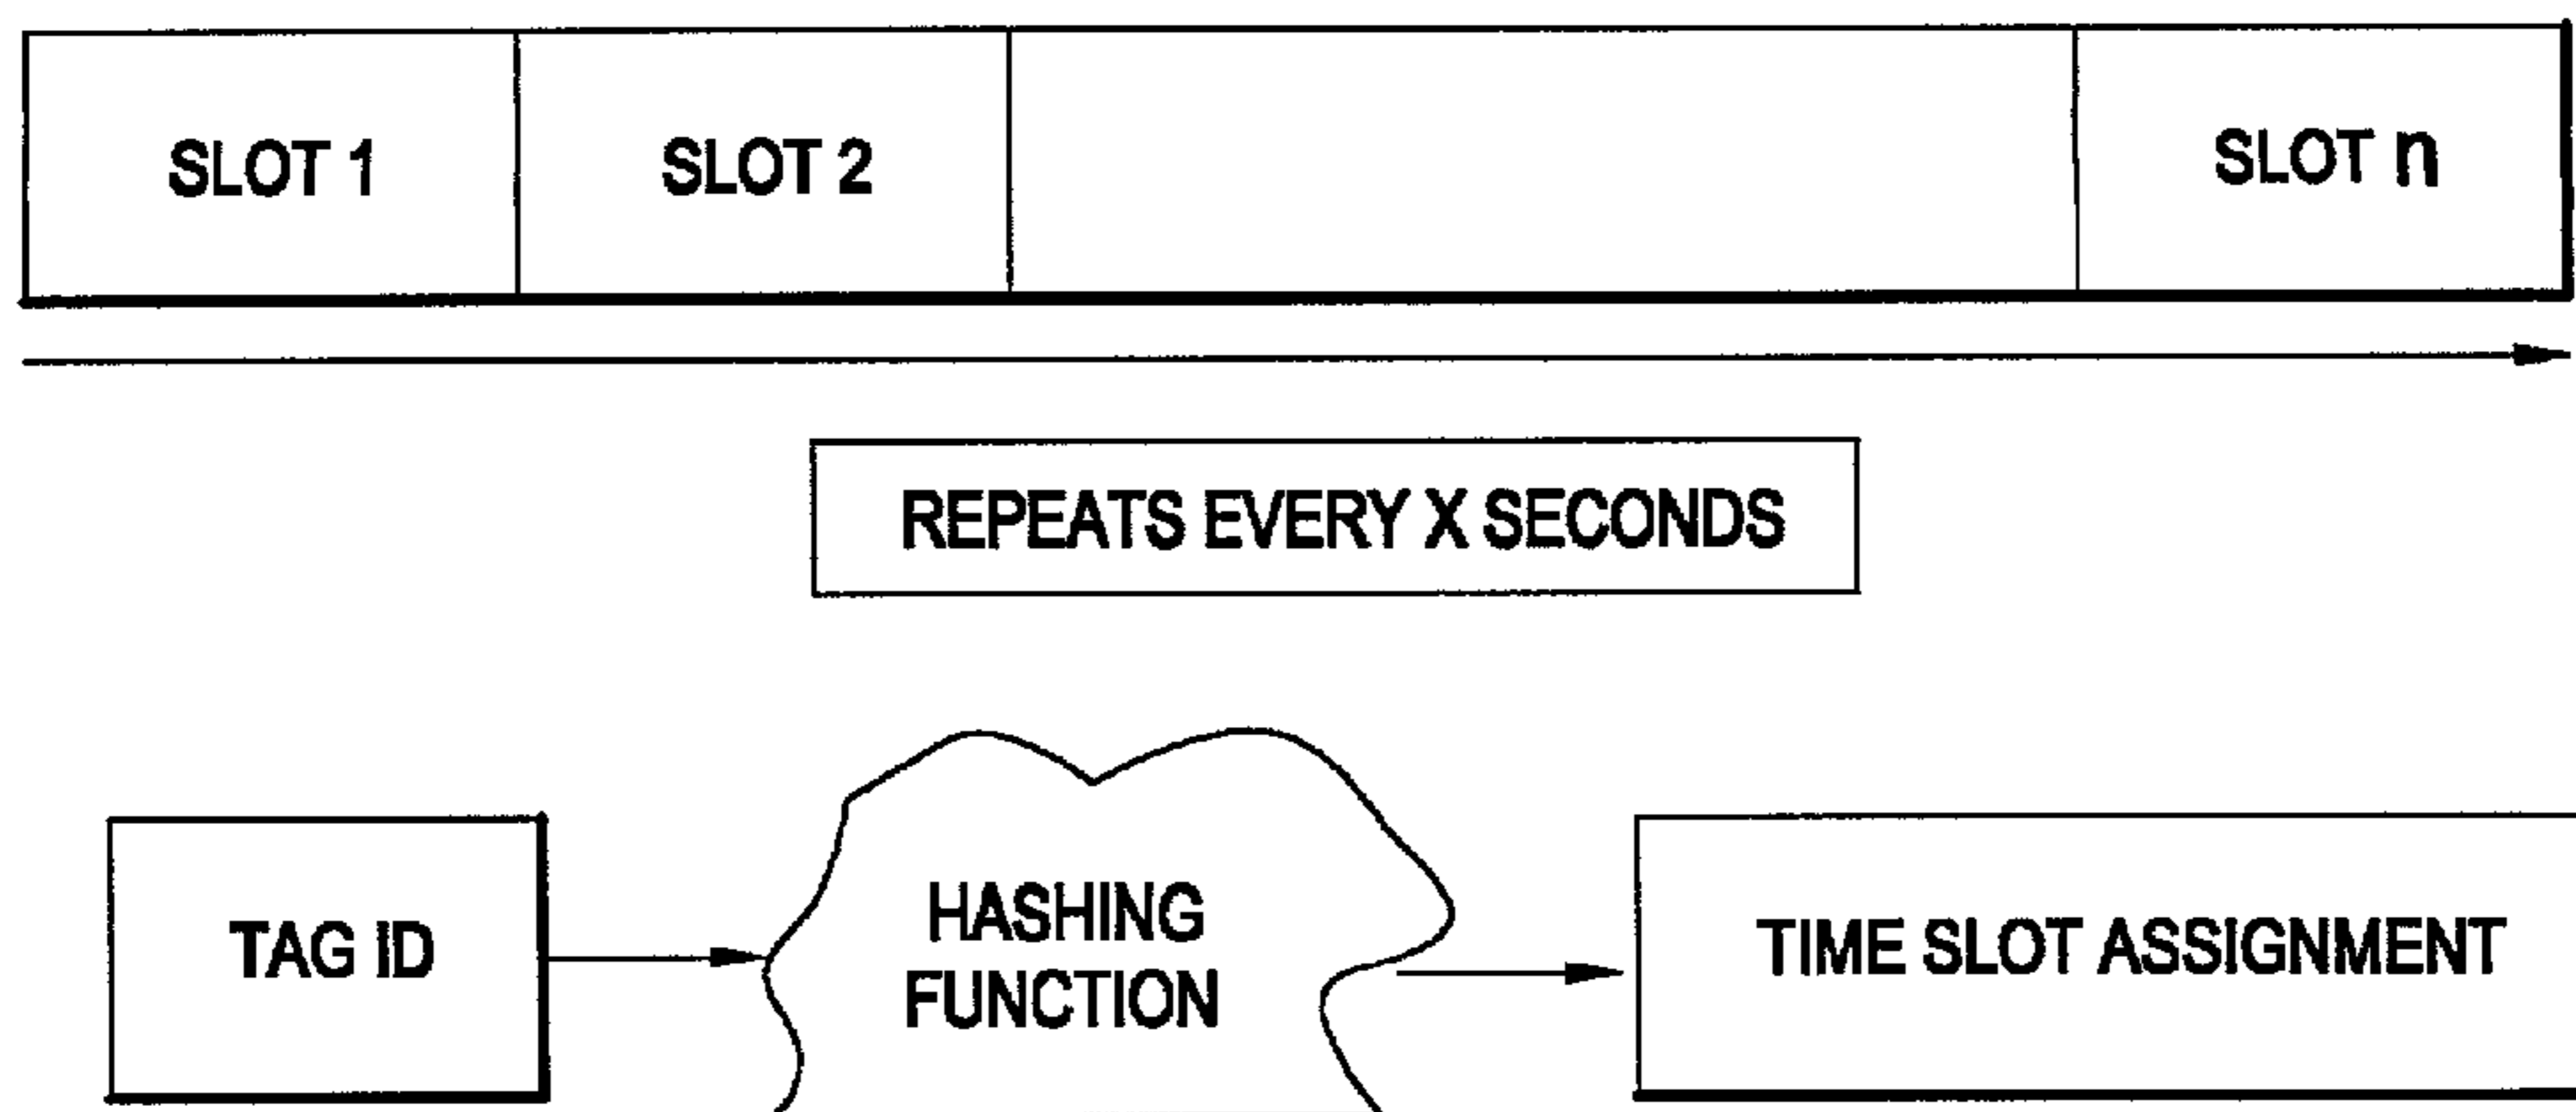 SLOT 1
SLOT 2
SLOT n
REPEATS EVERY X SECONDS
TAG ID
HASHING
FUNCTION
TIME SLOT ASSIGNMENT